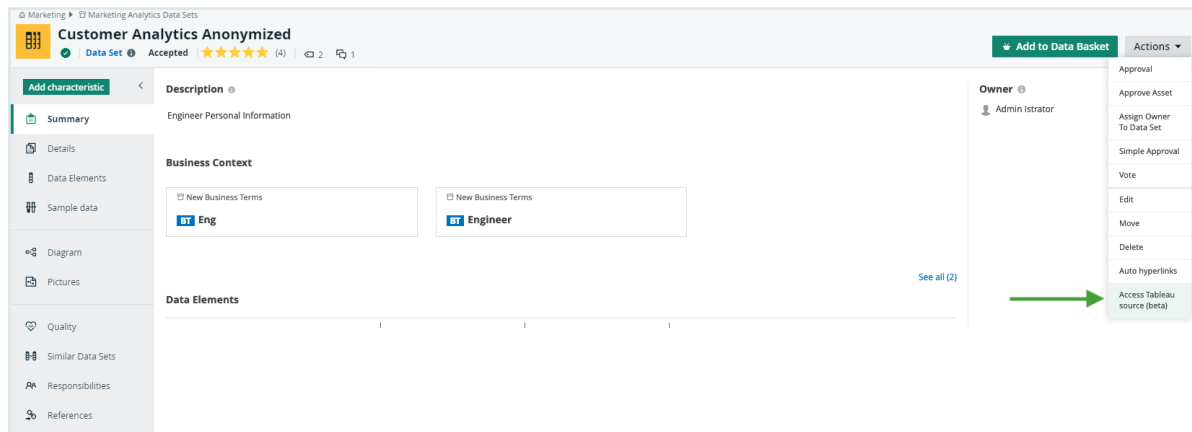 Marketing Marketing Analytics Data Sets
Customer Analytics Anonymized
Data Set Accepted (4) 2 1
Add to Data Basket
Actions
Add characteristic
Summary
Details
Data Elements
Sample data
Diagram
Pictures
Quality
Similar Data Sets
Responsibilities
References
Description
Engineer Personal Information
Business Context
New Business Terms
BT Eng
New Business Terms
BT Engineer
See all (2)
Data Elements
Owner
Admin Istrator
Approval
Approve Asset
Assign Owner
To Data Set
Simple Approval
Vote
Edit
Move
Delete
Auto hyperlinks
Access Tableau
source (beta)